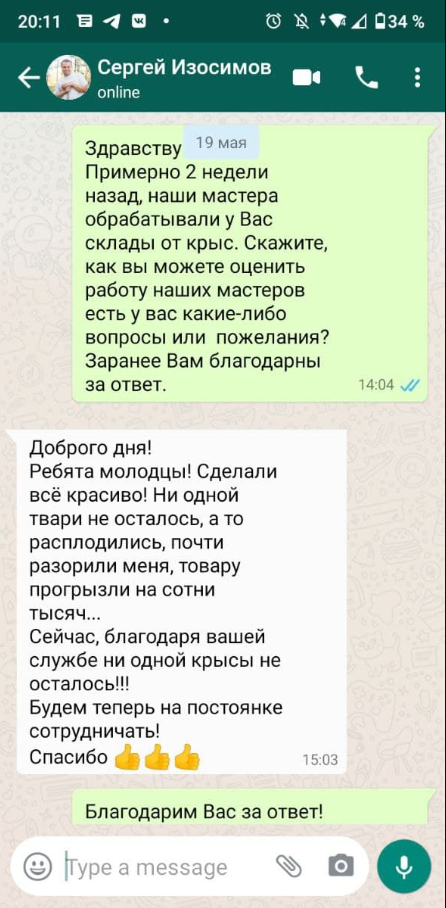 20:11
34 %
Сергей Изосимов
online
19 мая
Здравству
Примерно 2 недели
назад, наши мастера
обрабатывали у Вас
склады от крыс. Скажите,
как вы можете оценить
работу наших мастеров
есть у вас какие-либо
вопросы или пожелания?
Заранее Вам благодарны
за ответ.
14:04
Доброго дня!
Ребята молодцы! Сделали
всё красиво! Ни одной
твари не осталось, а то
расплодились, почти
разорили меня, товару
прогрызли на сотни
тысяч...
Сейчас, благодаря вашей
службе ни одной крысы не
осталось!!!
Будем теперь на постоянке
сотрудничать!
Спасибо 👍👍👍
15:03
Благодарим Вас за ответ!
Type a message